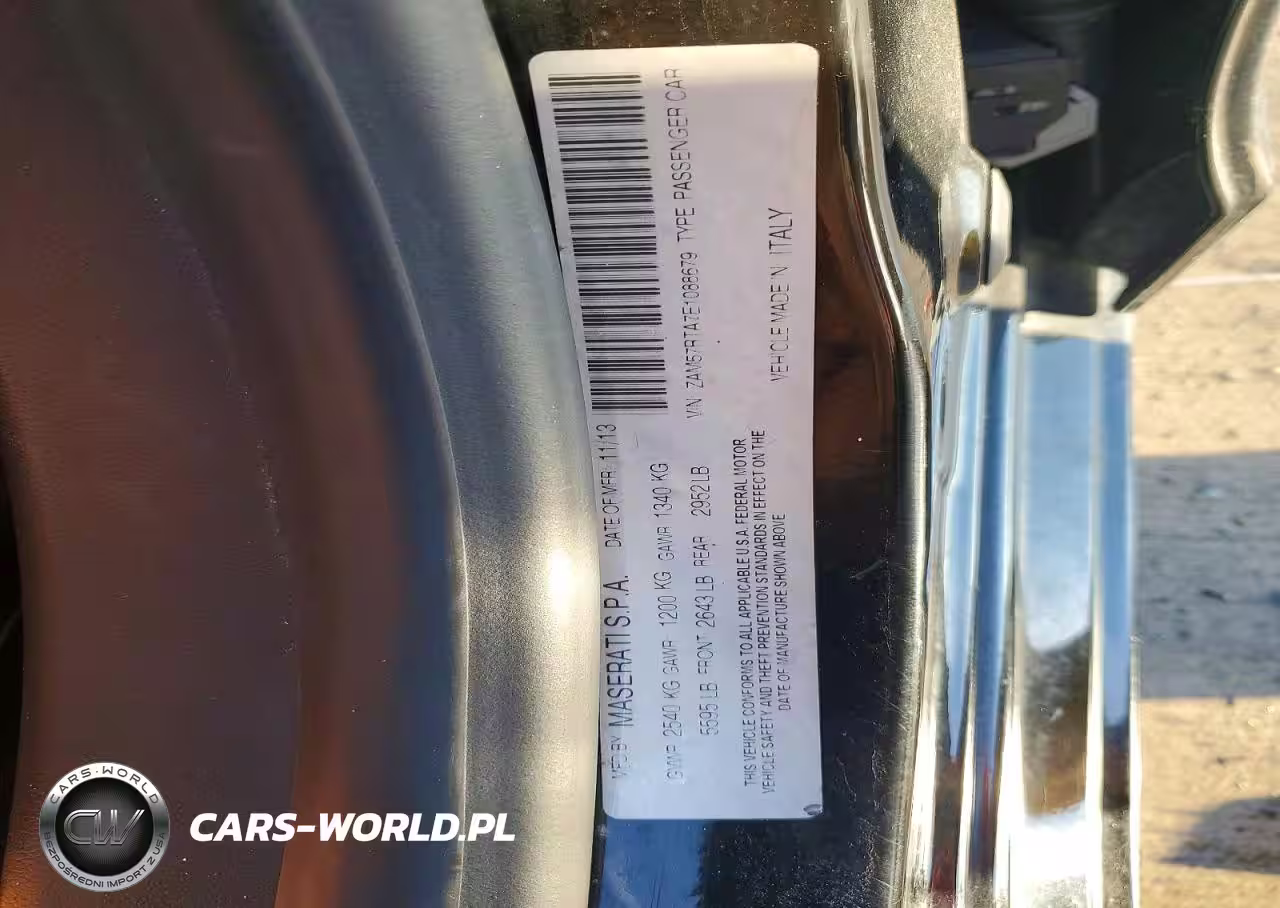 MFD BY MASERATI S.P.A. DATE OF MFR: 11/13
GVWR 2540 KG GAWR 1200 KG GAWR 1340 KG
5595 LB FRONT 2643 LB REAR 2952 LB
VIN: ZAM57RTA7E1088679 TYPE PASSENGER CAR
THIS VEHICLE CONFORMS TO ALL APPLICABLE U.S.A. FEDERAL MOTOR
VEHICLE SAFETY AND THEFT PREVENTION STANDARDS IN EFFECT ON THE
DATE OF MANUFACTURE SHOWN ABOVE
VEHICLE MADE IN ITALY
CARS-WORLD
CW
BEZPOŚREDNI IMPORT Z USA
CARS-WORLD.PL